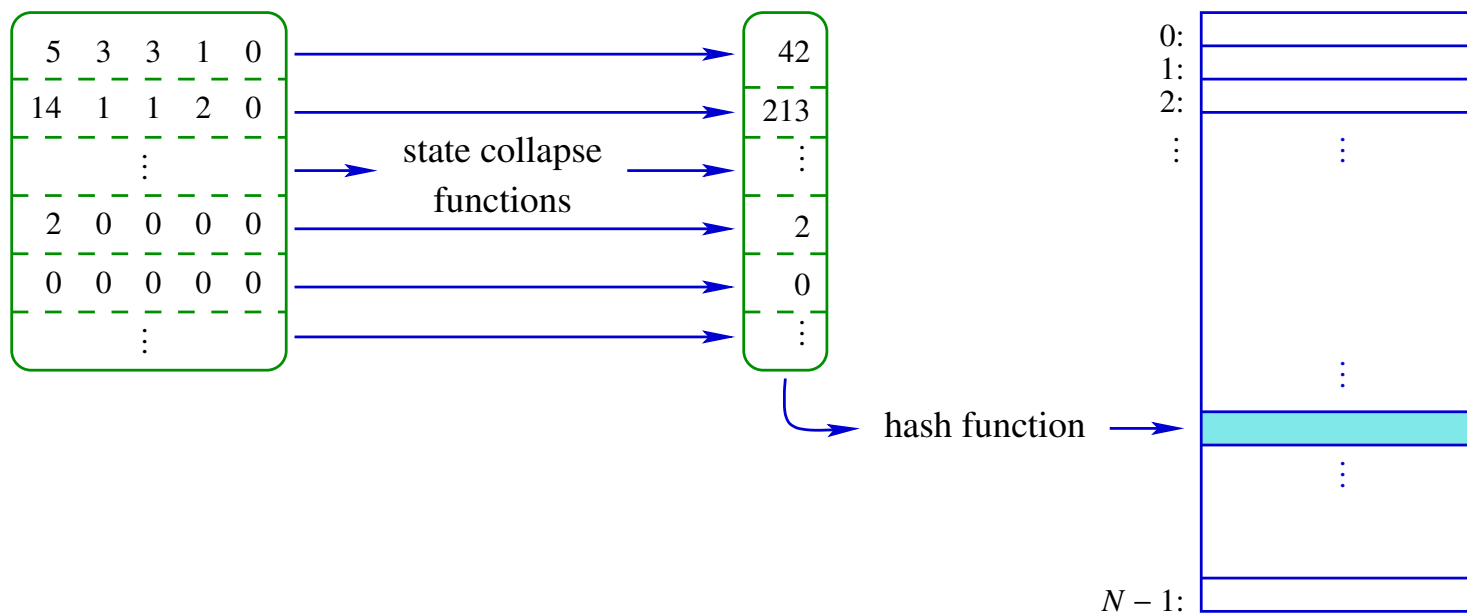 5 3 3 1 0
14 1 1 2 0
⋮
2 0 0 0 0
0 0 0 0 0
⋮
state collapse
functions
42
213
⋮
2
0
⋮
hash function
0:
1:
2:
⋮
⋮
⋮
⋮
N − 1: